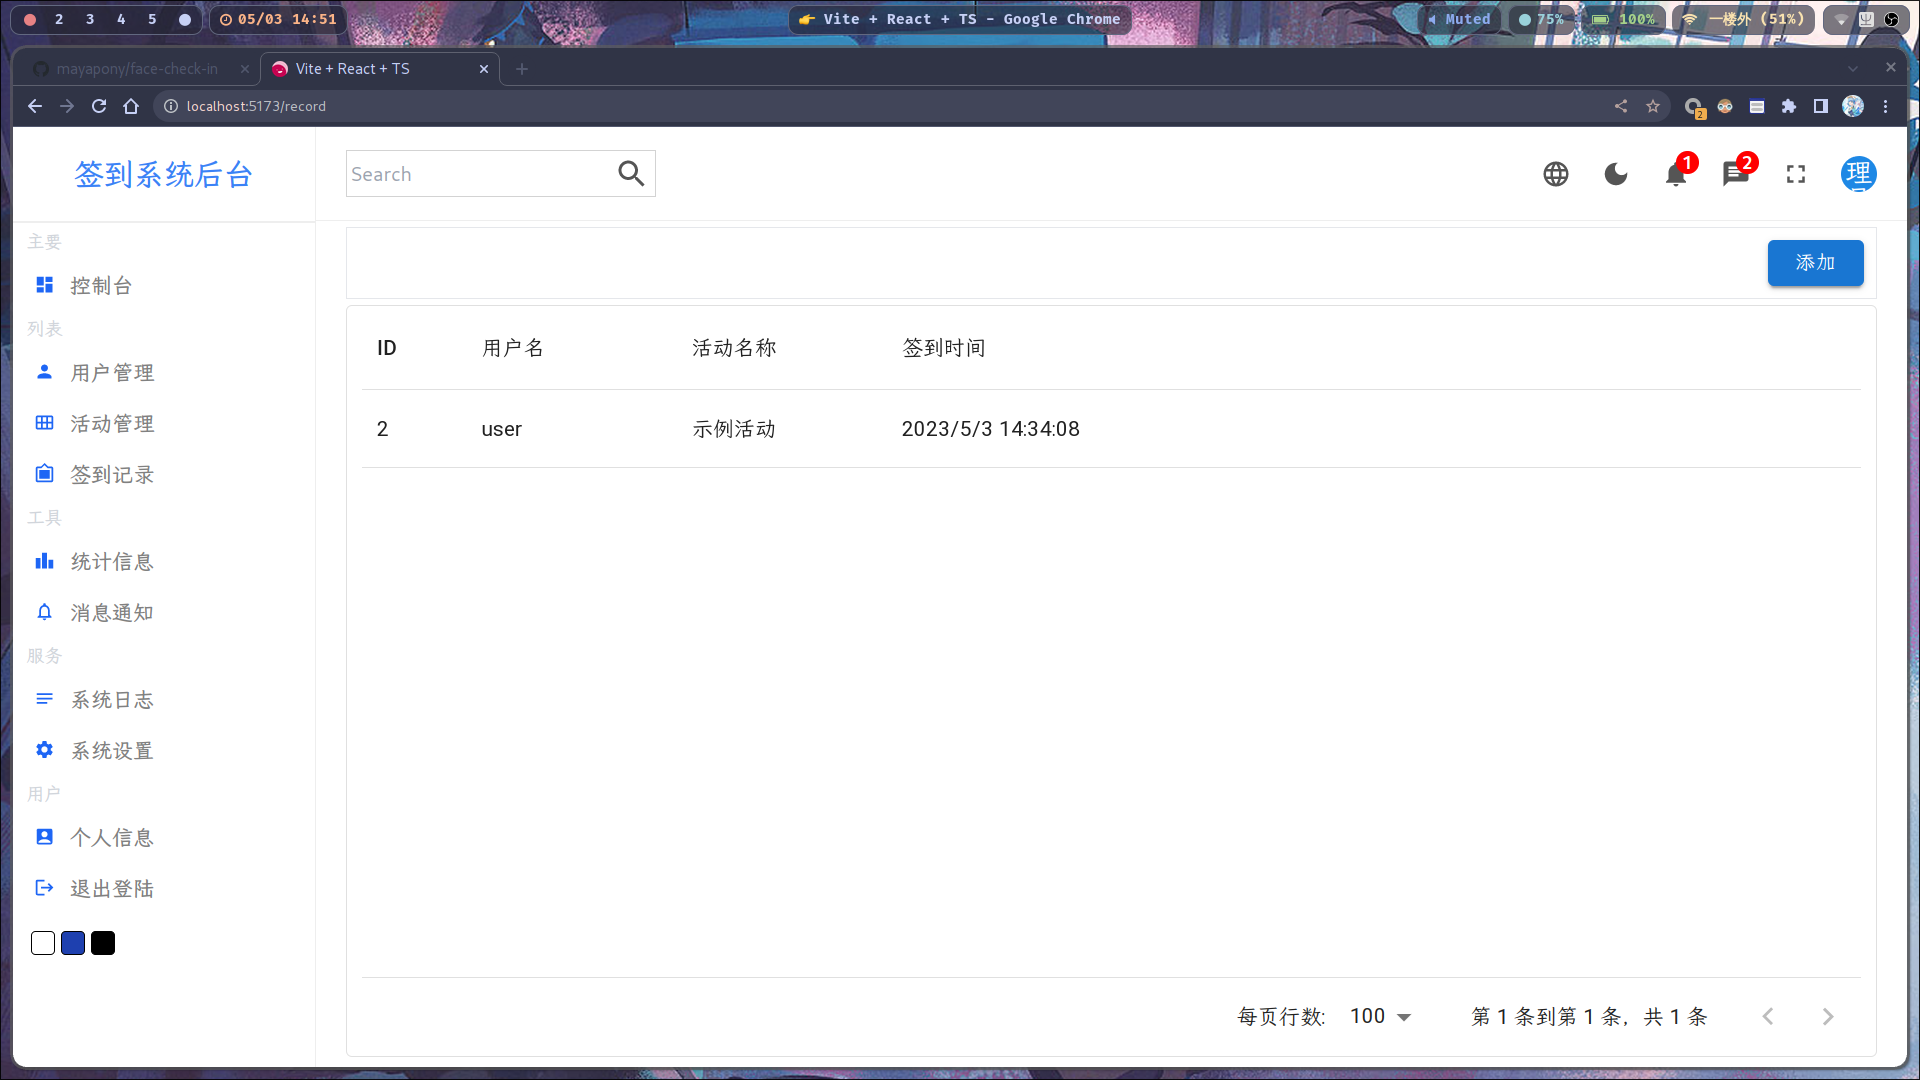 2 3 4 5 05/03 14:51 Vite + React + TS - Google Chrome Muted 75% 100% 一楼外 (51%)
mayapony/face-check-in Vite + React + TS
localhost:5173/record 2
签到系统后台
Search
1 2
理
主要
控制台
列表
用户管理
活动管理
签到记录
工具
统计信息
消息通知
服务
系统日志
系统设置
用户
个人信息
退出登陆
添加
ID 用户名 活动名称 签到时间
2 user 示例活动 2023/5/3 14:34:08
每页行数: 100 第 1 条到第 1 条，共 1 条